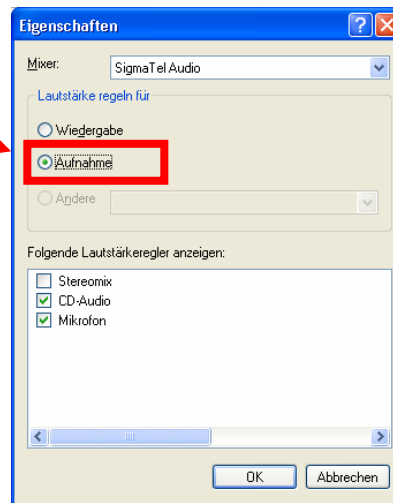 Eigenschaften
Mixer: SigmaTel Audio
Lautstärke regeln für
Wiedergabe
Aufnahme
Andere
Folgende Lautstärkeregler anzeigen:
Stereomix
CD-Audio
Mikrofon
OK Abbrechen